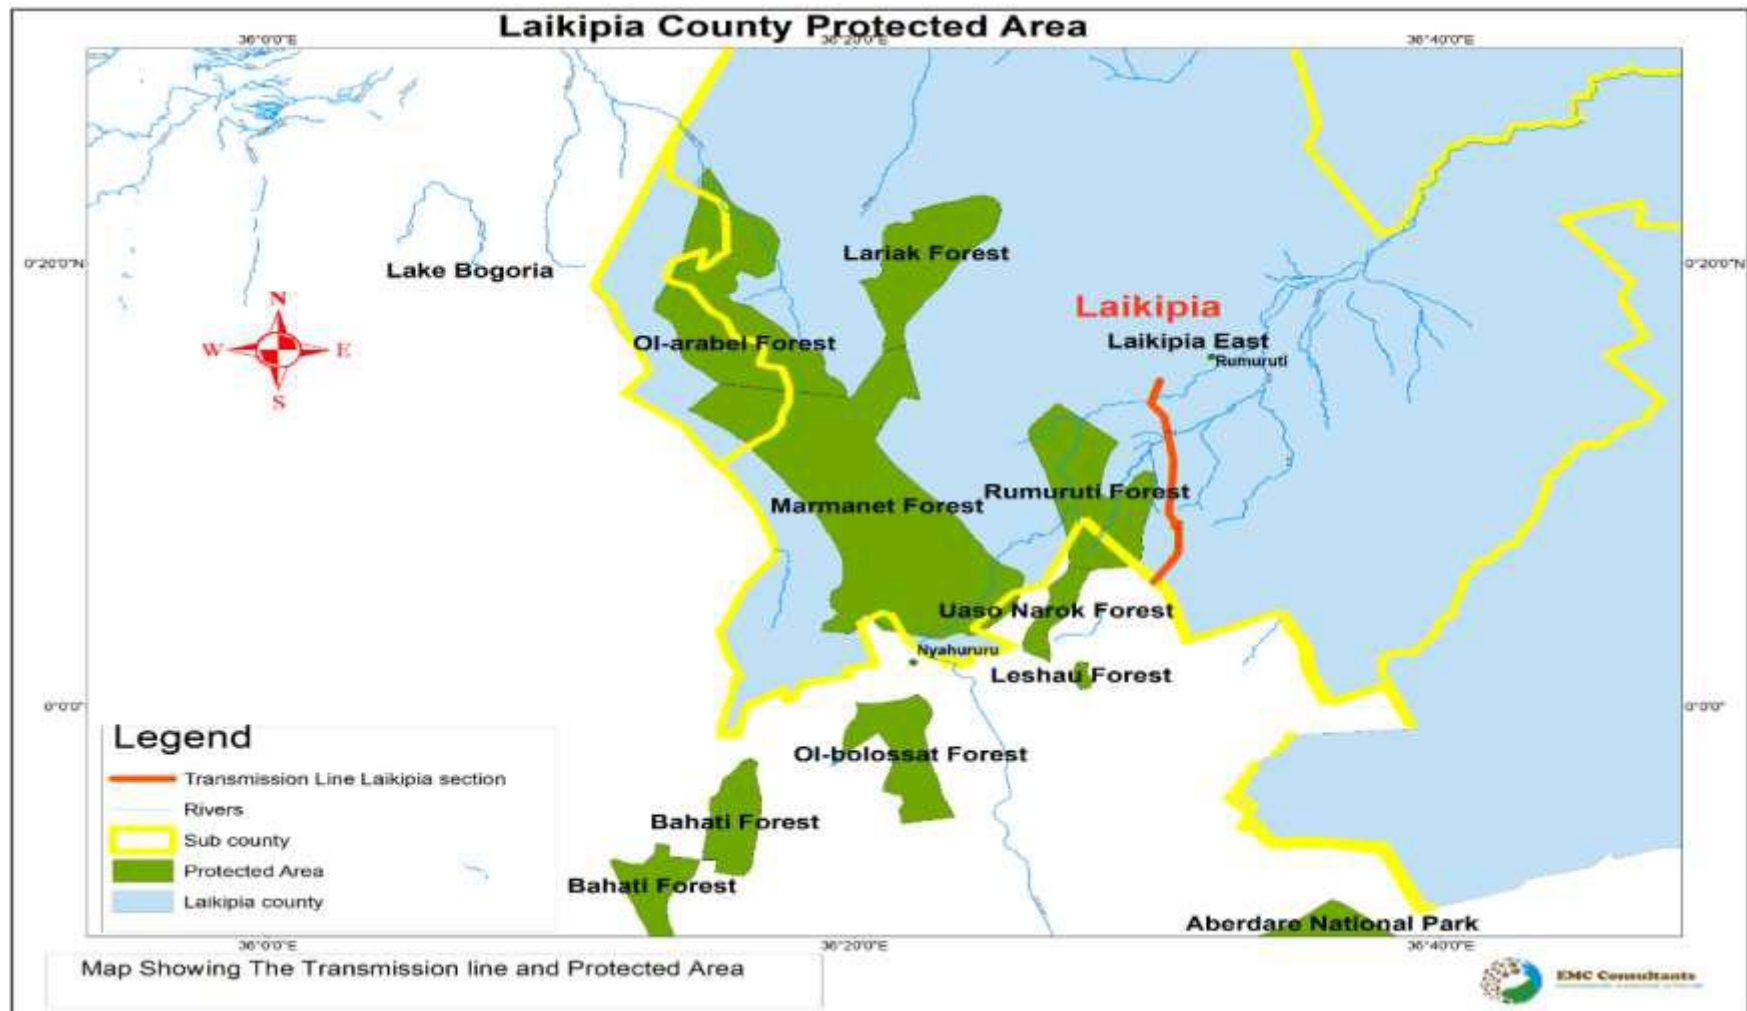 Laikipia County Protected Area
36°0'0"E
36°20'0"E
36°40'0"E
0°20'0"N
0°20'0"N
Lake Bogoria
Lariak Forest
N
W
E
S
Laikipia
Laikipia East
Rumuruti
Ol-arabel Forest
Rumuruti Forest
Marmanet Forest
Uaso Narok Forest
Nyahururu
Leshau Forest
0°0'0"
0°0'0"
Ol-bolossat Forest
Bahati Forest
Bahati Forest
Aberdare National Park
Legend
Transmission Line Laikipia section
Rivers
Sub county
Protected Area
Laikipia county
36°0'0"E
36°20'0"E
36°40'0"E
Map Showing The Transmission line and Protected Area
EMC Consultants